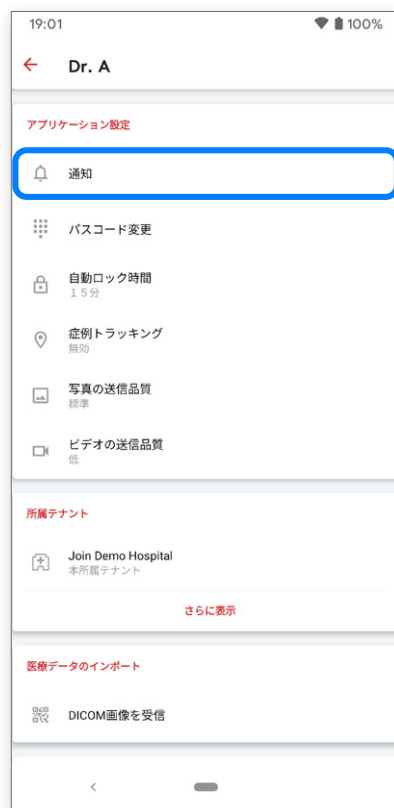 19:01
100%
Dr. A
アプリケーション設定
通知
パスコード変更
自動ロック時間
１５分
症例トラッキング
無効
写真の送信品質
標準
ビデオの送信品質
低
所属テナント
Join Demo Hospital
本所属テナント
さらに表示
医療データのインポート
DICOM画像を受信